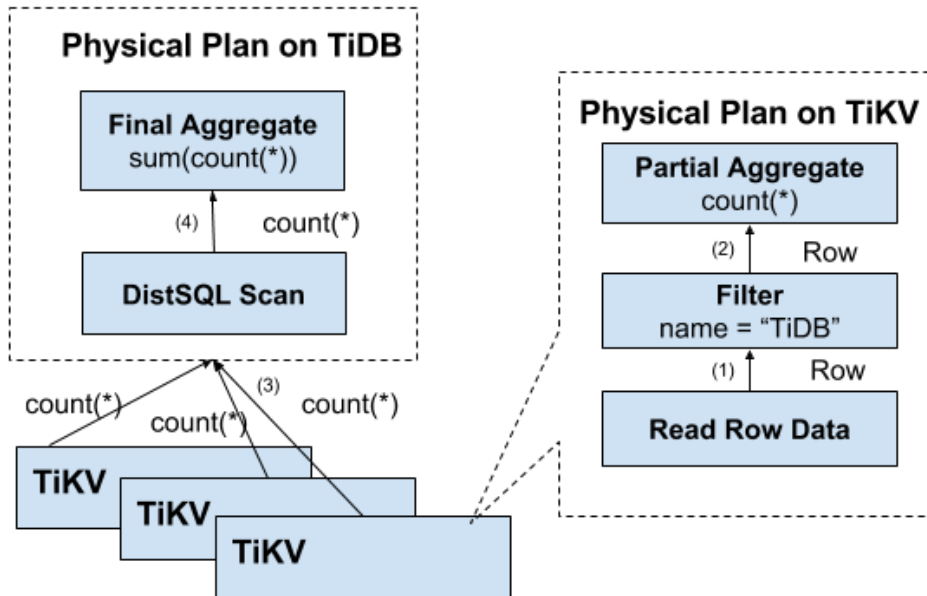 Physical Plan on TiDB
Final Aggregate
sum(count(*))
(4)
count(*)
DistSQL Scan
(3)
count(*)
count(*)
count(*)
TiKV
TiKV
TiKV
Physical Plan on TiKV
Partial Aggregate
count(*)
(2)
Row
Filter
name = “TiDB”
(1)
Row
Read Row Data